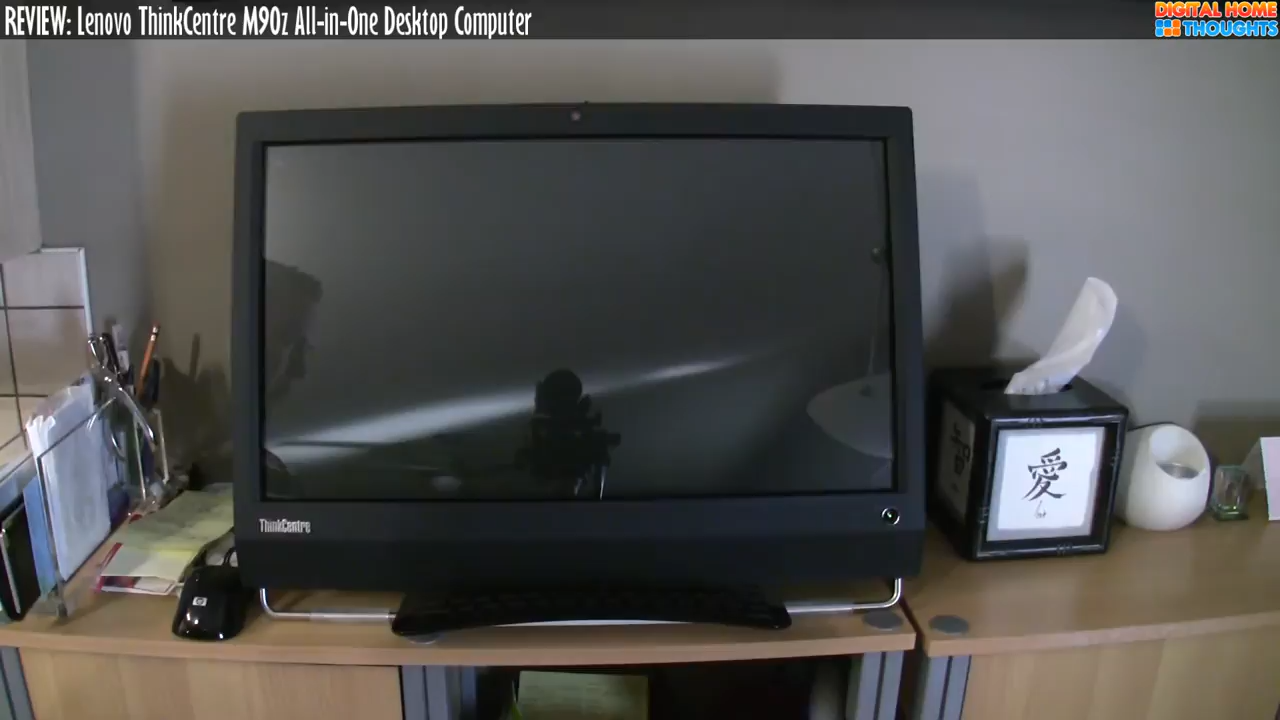 REVIEW: Lenovo ThinkCentre M90z All-in-One Desktop Computer
DIGITAL HOME
THOUGHTS
ThinkCentre
愛